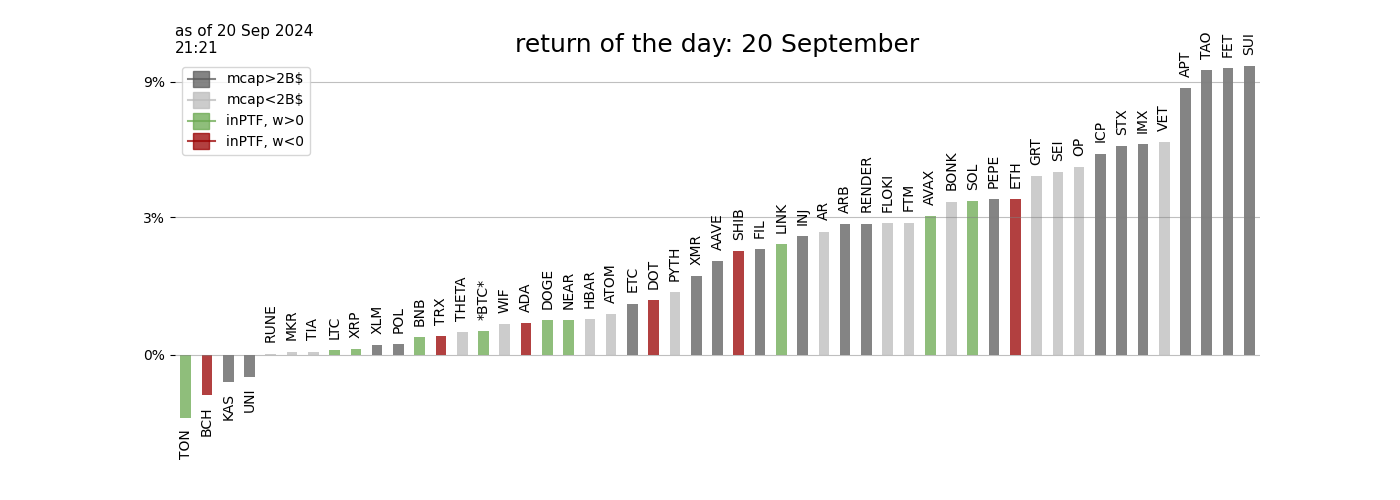 as of 20 Sep 2024
21:21
return of the day: 20 September
mcap>2B$
mcap<2B$
inPTF, w>0
inPTF, w<0
9%
3%
0%
TON
BCH
KAS
UNI
RUNE
MKR
TIA
LTC
XRP
XLM
POL
BNB
TRX
THETA
*BTC*
WIF
ADA
DOGE
NEAR
HBAR
ATOM
ETC
DOT
PYTH
XMR
AAVE
SHIB
FIL
LINK
INJ
AR
ARB
RENDER
FLOKI
FTM
AVAX
BONK
SOL
PEPE
ETH
GRT
SEI
OP
ICP
STX
IMX
VET
APT
TAO
FET
SUI